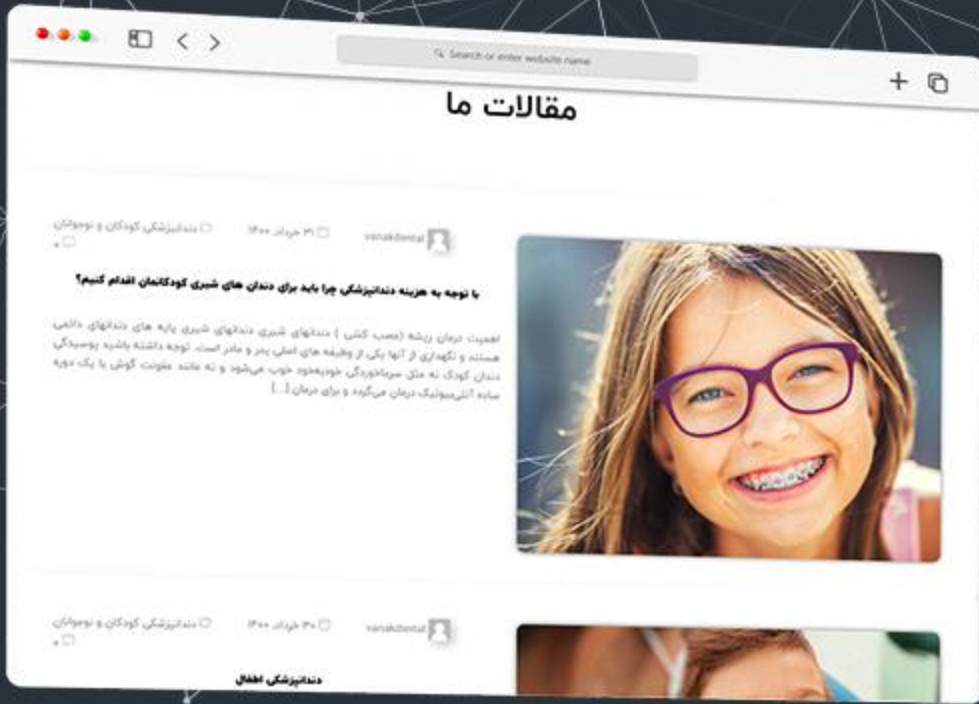 Search or enter website name
مقالات ما
vanakdental ۳۱ خرداد, ۱۴۰۰ دندانپزشکی کودکان و نوجوانان
۰
با توجه به هزینه دندانپزشکی چرا باید برای دندان های شیری کودکانمان اقدام کنیم؟
اهمیت درمان ریشه (عصب کشی ) دندانهای شیری دندانهای شیری پایه های دندانهای دائمی
هستند و نگهداری از آنها یکی از وظیفه های اصلی پدر و مادر است. توجه داشته باشید پوسیدگی
دندان کودک نه مثل سرماخوردگی خودبه‌خود خوب می‌شود و نه مانند عفونت گوش با یک دوره
ساده آنتی‌بیوتیک درمان می‌گردد و برای درمان [...]
vanakdental ۳۰ خرداد, ۱۴۰۰ دندانپزشکی کودکان و نوجوانان
۰
دندانپزشکی اطفال